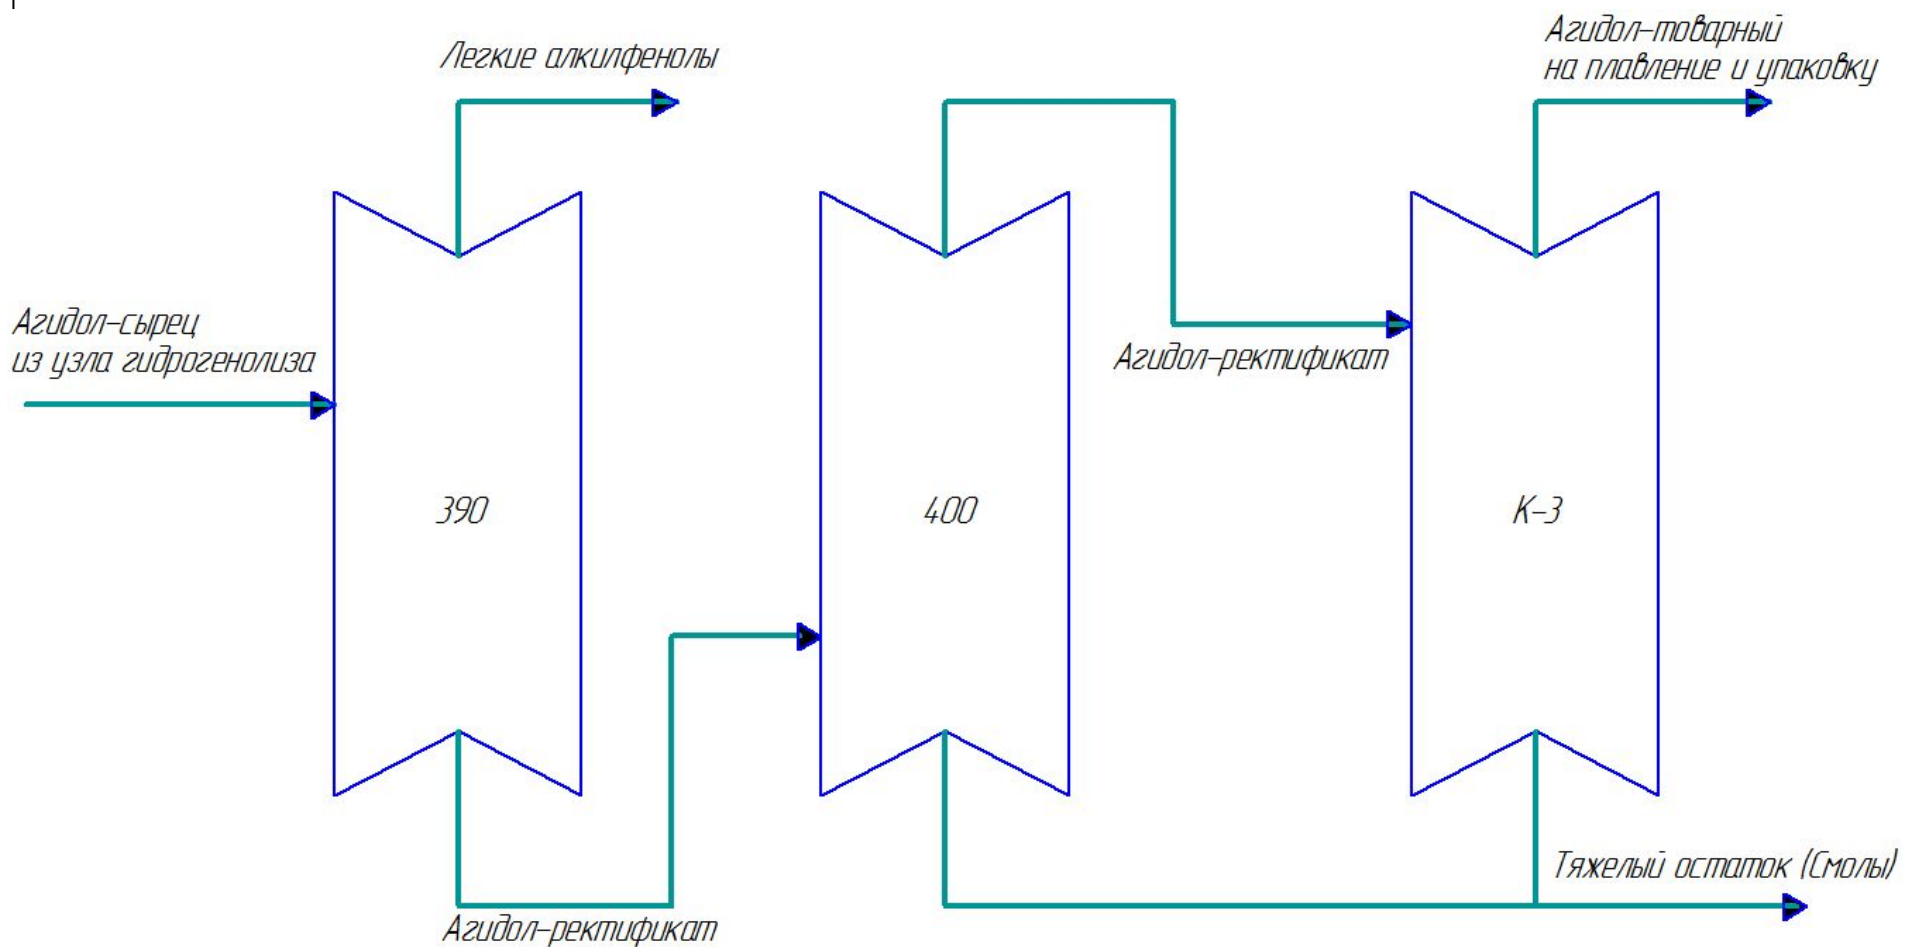 Легкие алкилфенолы
Агидол-товарный
на плавление и упаковку
Агидол-сырец
из узла гидрогенолиза
Агидол-ректификат
390
400
К-3
Тяжелый остаток (Смолы)
Агидол-ректификат